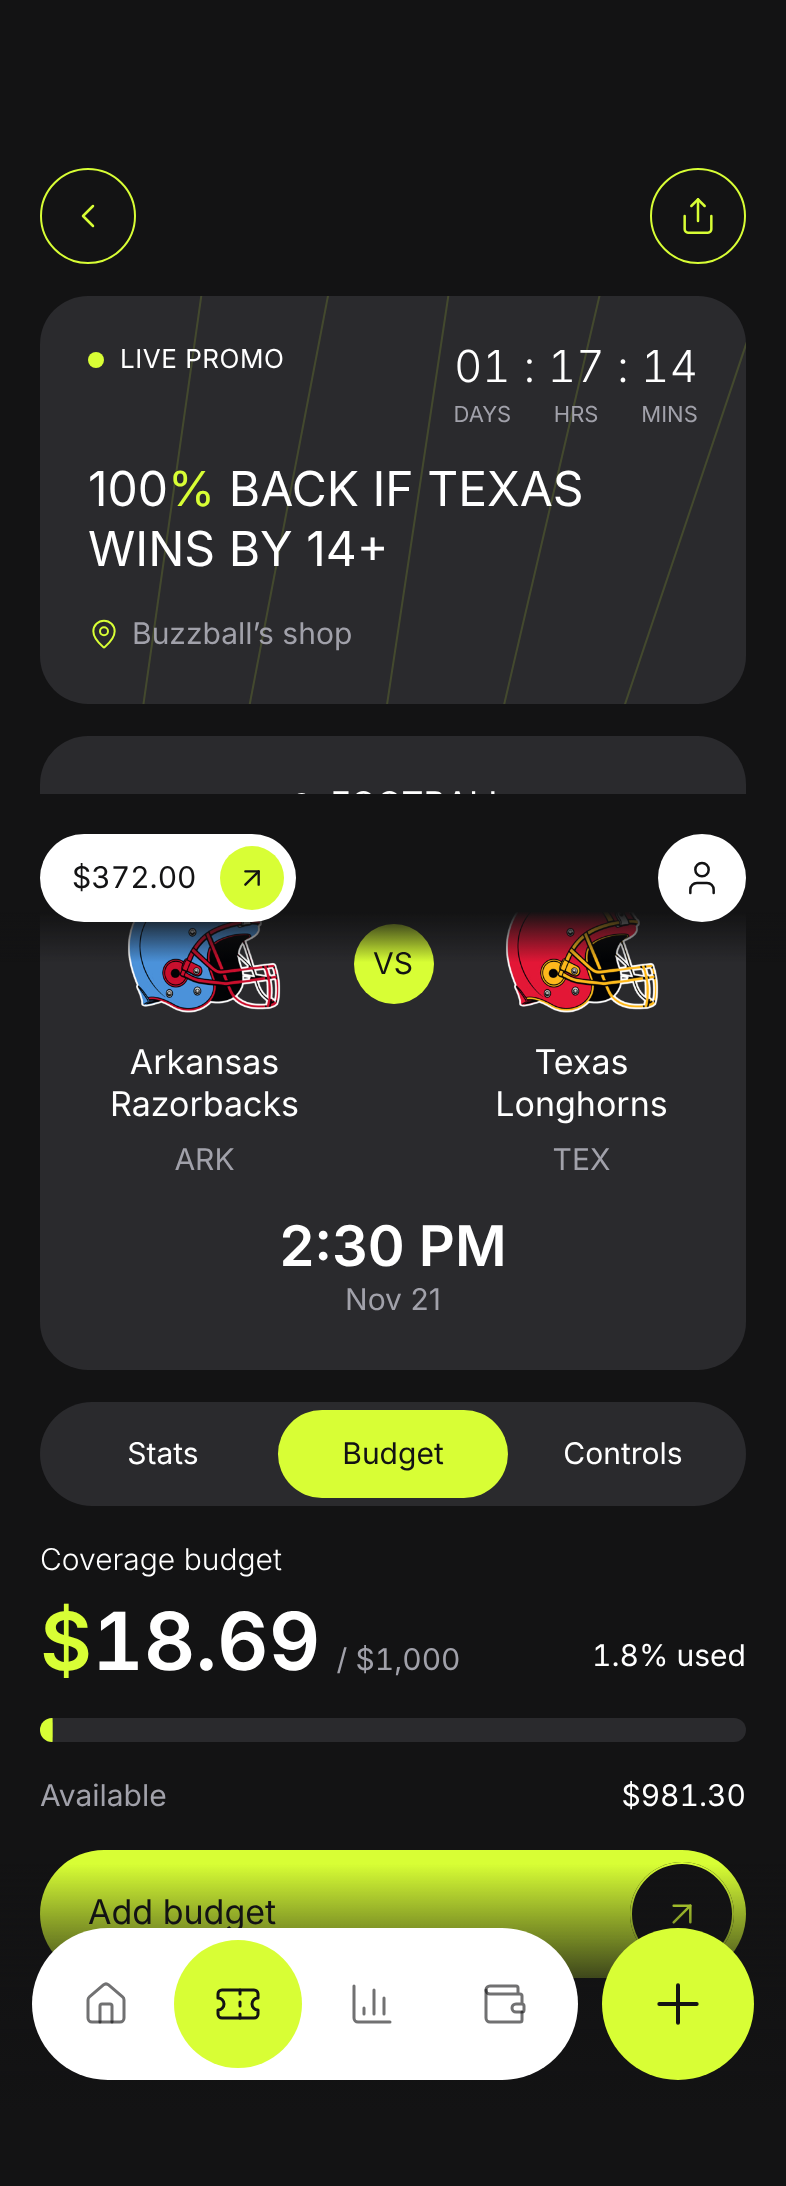 LIVE PROMO
01 : 17 : 14
DAYS HRS MINS
100% BACK IF TEXAS
WINS BY 14+
Buzzball’s shop
FOOTBALL
$372.00
VS
Arkansas
Razorbacks
Texas
Longhorns
ARK
TEX
2:30 PM
Nov 21
Stats
Budget
Controls
Coverage budget
$18.69 / $1,000
1.8% used
Available
$981.30
Add budget